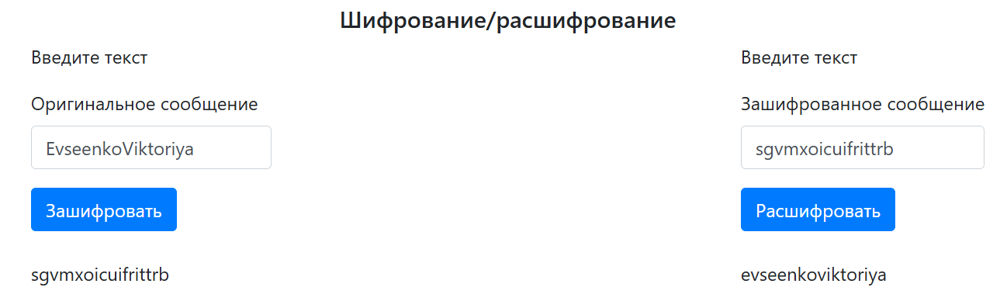 Шифрование/расшифрование
Введите текст
Оригинальное сообщение
EvseenkoViktoriya
Зашифровать
sgvmxoicuifrittrb
Введите текст
Зашифрованное сообщение
sgvmxoicuifrittrb
Расшифровать
evseenkoviktoriya